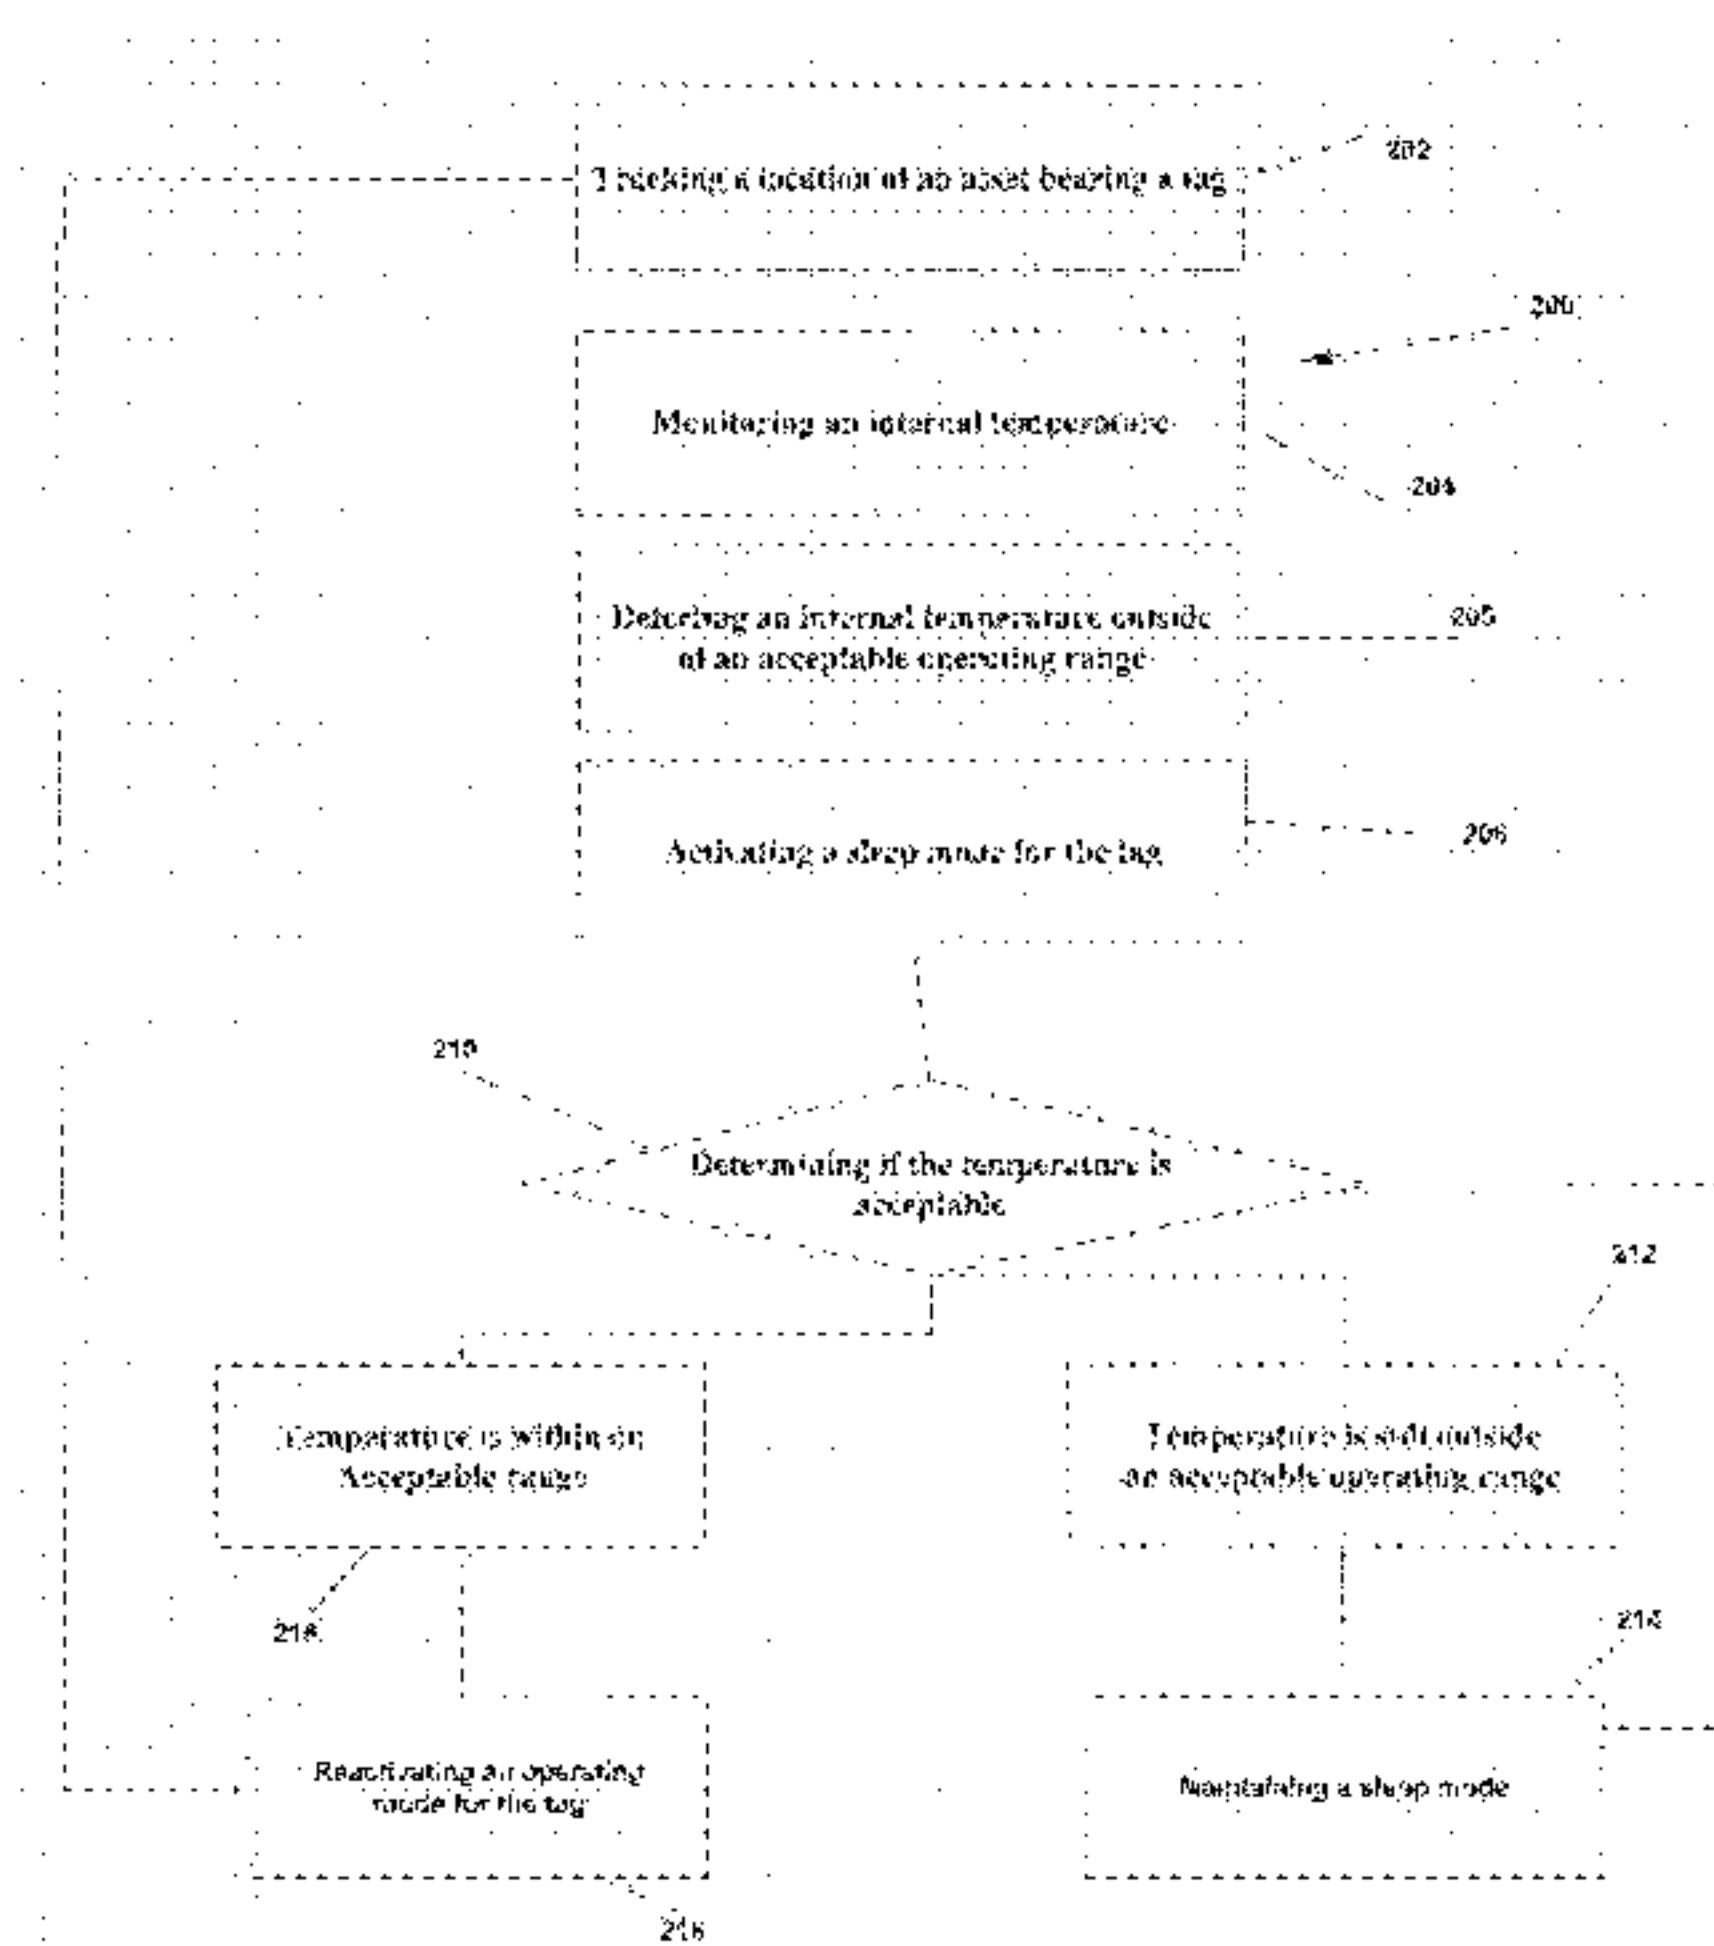 Tracking a location of an asset bearing a tag
202
200
Monitoring an internal temperature
204
Detecting an internal temperature outside
of an acceptable operating range
205
Activating a sleep mode for the tag
206
210
Determining if the temperature is
acceptable
212
Temperature is within an
Acceptable range
Temperature is still outside
an acceptable operating range
214
Reactivating an operating
mode for the tag
Maintaining a sleep mode